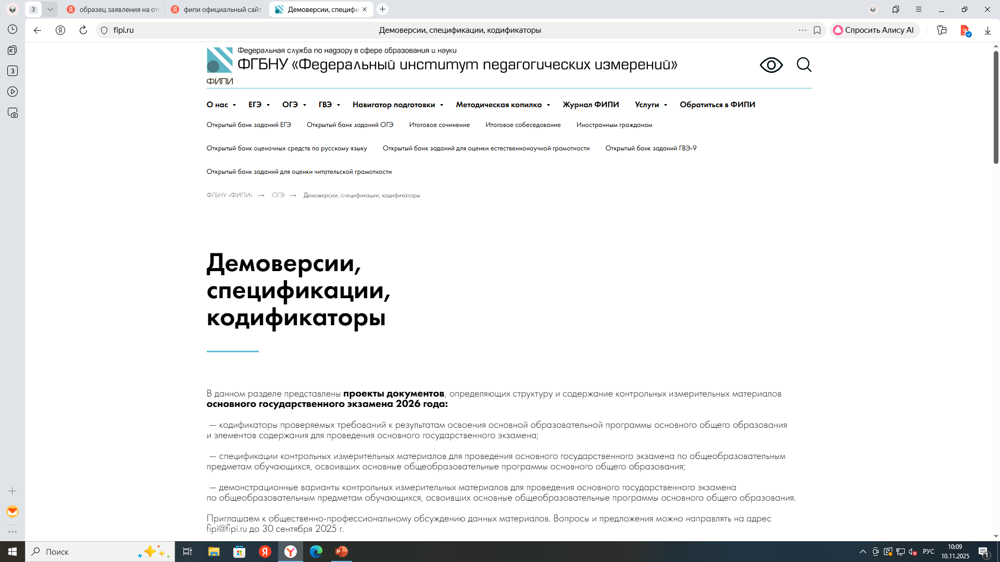 3
образец заявления на от
фипи официальный сайт
Демоверсии, специфи
fipi.ru
Демоверсии, спецификации, кодификаторы
Спросить Алису AI
3
Федеральная служба по надзору в сфере образования и науки
ФГБНУ «Федеральный институт педагогических измерений»
ФИПИ
О нас ЕГЭ ОГЭ ГВЭ Навигатор подготовки Методическая копилка Журнал ФИПИ Услуги Обратиться в ФИПИ
Открытый банк заданий ЕГЭ Открытый банк заданий ОГЭ Итоговое сочинение Итоговое собеседование Иностранным гражданам
Открытый банк оценочных средств по русскому языку Открытый банк заданий для оценки естественнонаучной грамотности Открытый банк заданий ГВЭ-9
Открытый банк заданий для оценки читательской грамотности
ФГБНУ «ФИПИ» → ОГЭ → Демоверсии, спецификации, кодификаторы
Демоверсии,
спецификации,
кодификаторы
В данном разделе представлены проекты документов, определяющих структуру и содержание контрольных измерительных материалов
основного государственного экзамена 2026 года:
— кодификаторы проверяемых требований к результатам освоения основной образовательной программы основного общего образования
и элементов содержания для проведения основного государственного экзамена;
— спецификации контрольных измерительных материалов для проведения основного государственного экзамена по общеобразовательным
предметам обучающихся, освоивших основные общеобразовательные программы основного общего образования;
— демонстрационные варианты контрольных измерительных материалов для проведения основного государственного экзамена
по общеобразовательным предметам обучающихся, освоивших основные общеобразовательные программы основного общего образования.
Приглашаем к общественно-профессиональному обсуждению данных материалов. Вопросы и предложения можно направлять на адрес
fipi@fipi.ru до 30 сентября 2025 г.
Поиск
РУС
10:09
10.11.2025
1